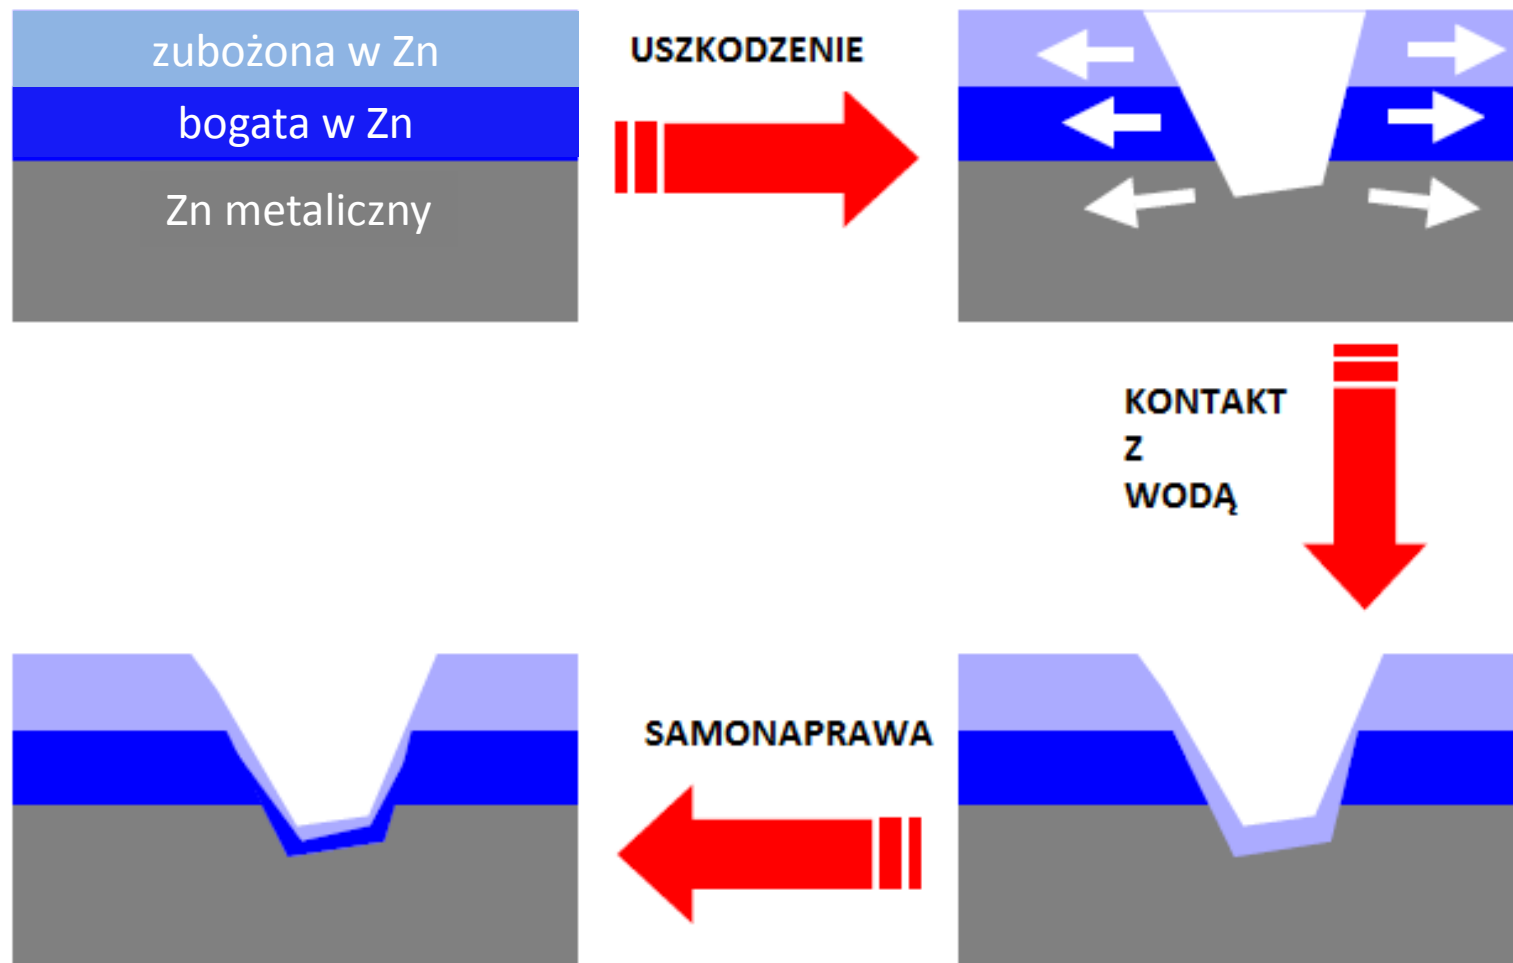 zubożona w Zn
bogata w Zn
Zn metaliczny
USZKODZENIE
KONTAKT
Z
WODĄ
SAMONAPRAWA